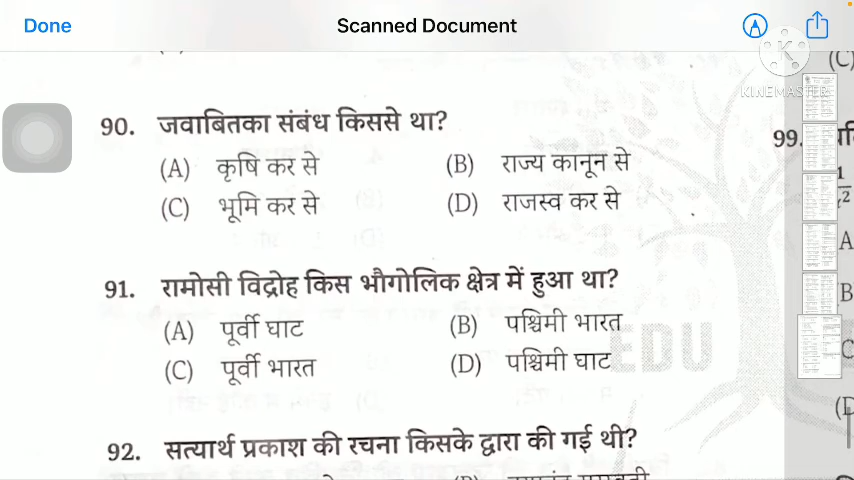 Done
Scanned Document
KINEMASTER
(C)
90. जवाबितका संबंध किससे था?
(A) कृषि कर से
(B) राज्य कानून से
(C) भूमि कर से
(D) राजस्व कर से
91. रामोसी विद्रोह किस भौगोलिक क्षेत्र में हुआ था?
(A) पूर्वी घाट
(B) पश्चिमी भारत
(C) पूर्वी भारत
(D) पश्चिमी घाट
EDU
92. सत्यार्थ प्रकाश की रचना किसके द्वारा की गई थी?
99.